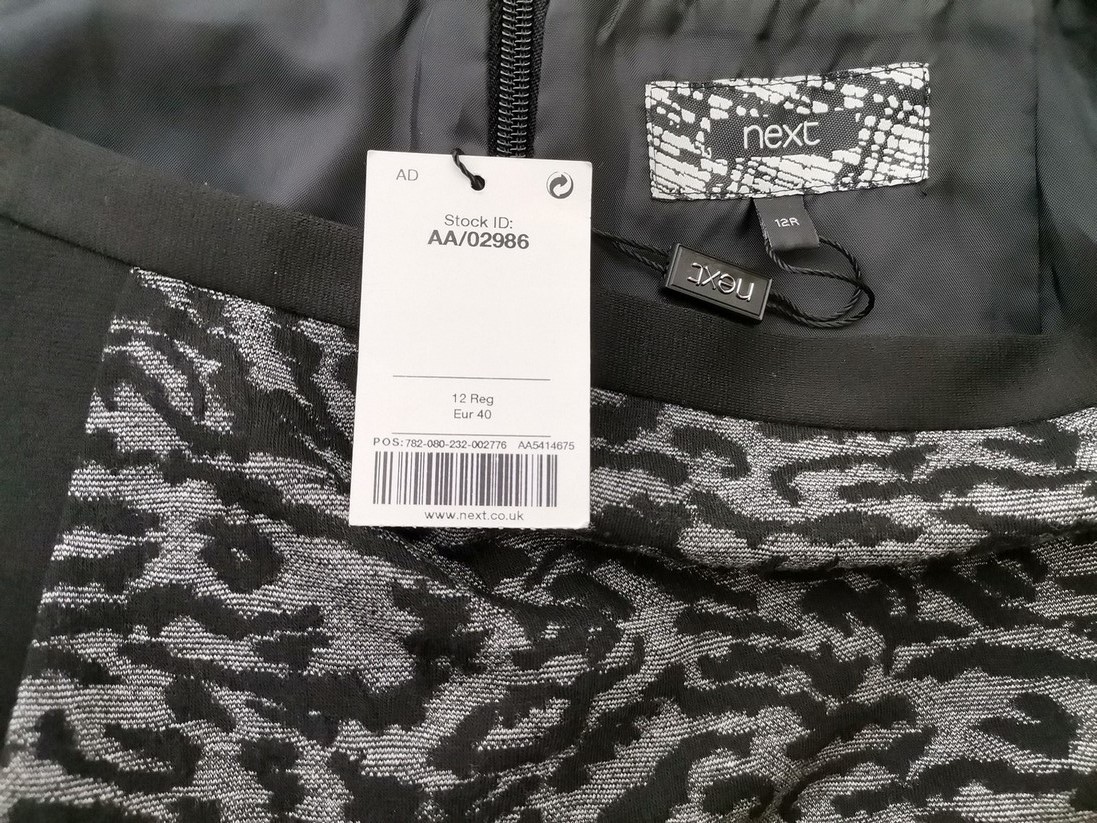 next
12R
next
AD
Stock ID:
AA/02986
12 Reg
Eur 40
POS: 782-080-232-002776 AA5414675
www.next.co.uk